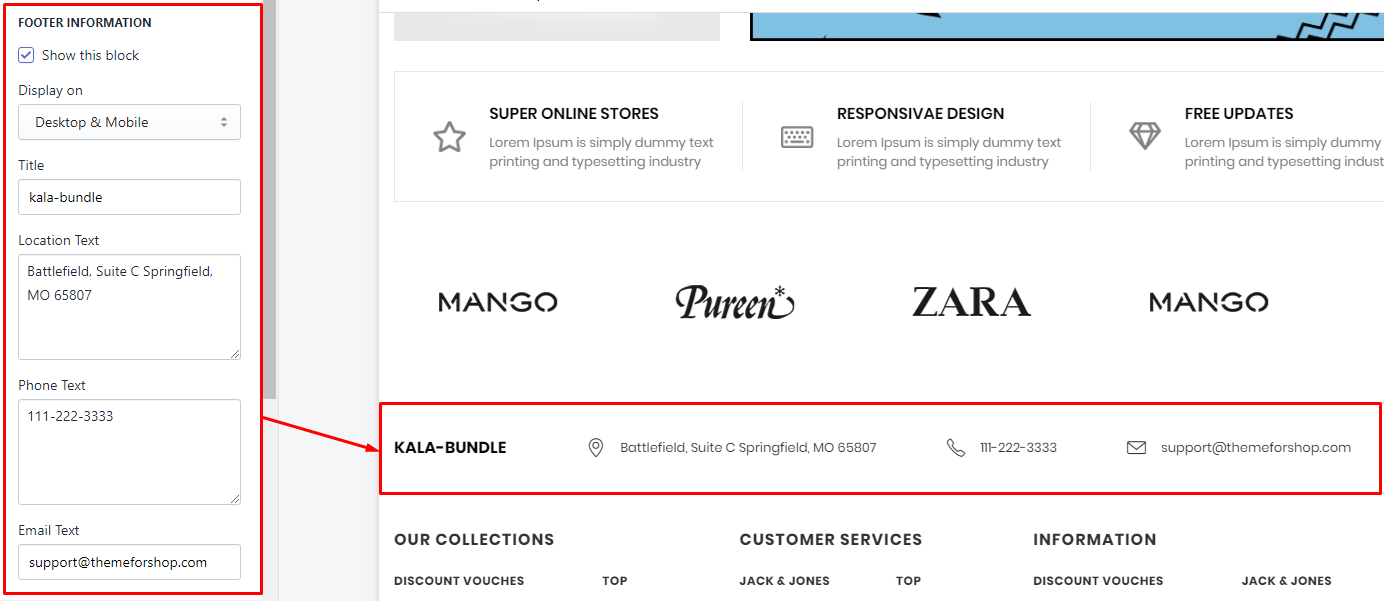 FOOTER INFORMATION
Show this block
Display on
Desktop & Mobile
Title
kala-bundle
Location Text
Battlefield, Suite C Springfield,
MO 65807
Phone Text
111-222-3333
Email Text
support@themeforshop.com
SUPER ONLINE STORES
Lorem Ipsum is simply dummy text
printing and typesetting industry
RESPONSIVAE DESIGN
Lorem Ipsum is simply dummy text
printing and typesetting industry
FREE UPDATES
Lorem Ipsum is simply dummy
printing and typesetting indust
MANGO
Pureen*
ZARA
MANGO
KALA-BUNDLE
Battlefield, Suite C Springfield, MO 65807
111-222-3333
support@themeforshop.com
OUR COLLECTIONS
CUSTOMER SERVICES
INFORMATION
DISCOUNT VOUCHES
TOP
JACK & JONES
TOP
DISCOUNT VOUCHES
JACK & JONES